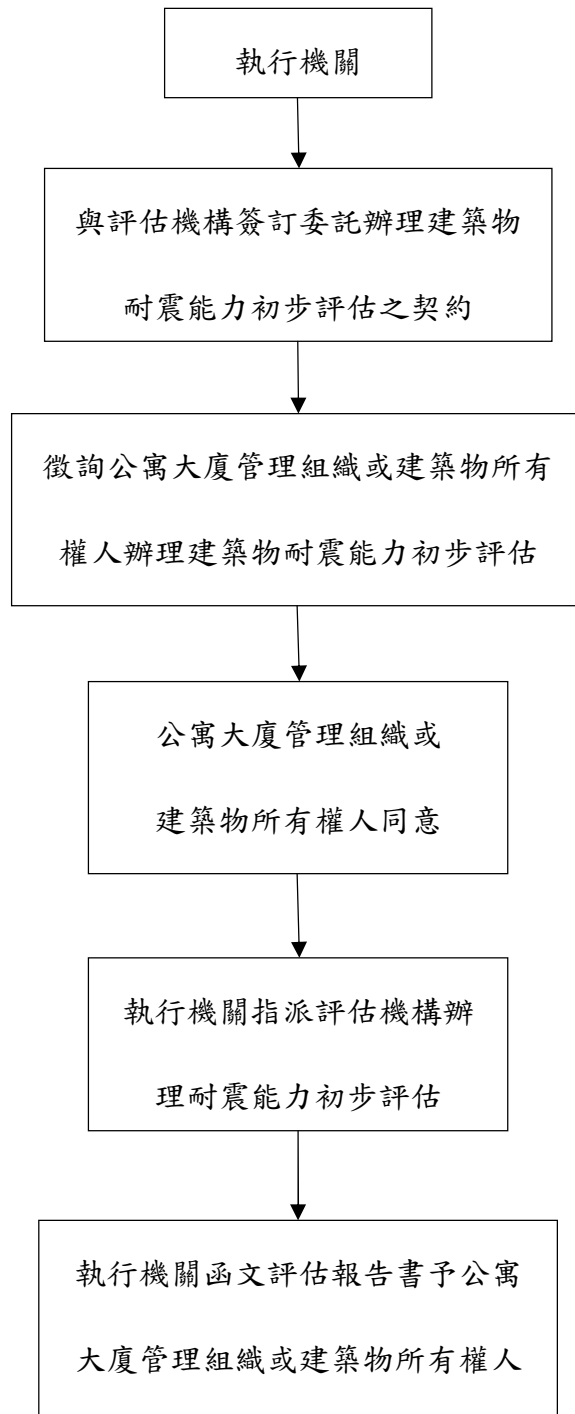 執行機關
與評估機構簽訂委託辦理建築物
耐震能力初步評估之契約
徵詢公寓大廈管理組織或建築物所有
權人辦理建築物耐震能力初步評估
公寓大廈管理組織或
建築物所有權人同意
執行機關指派評估機構辦
理耐震能力初步評估
執行機關函文評估報告書予公寓
大廈管理組織或建築物所有權人